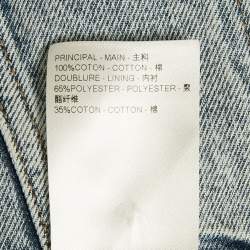 PRINCIPAL - MAIN - 主料
100%COTON - COTTON - 棉
DOUBLURE - LINING - 内衬
65%POLYESTER - POLYESTER - 聚
酯纤维
35%COTON - COTTON - 棉